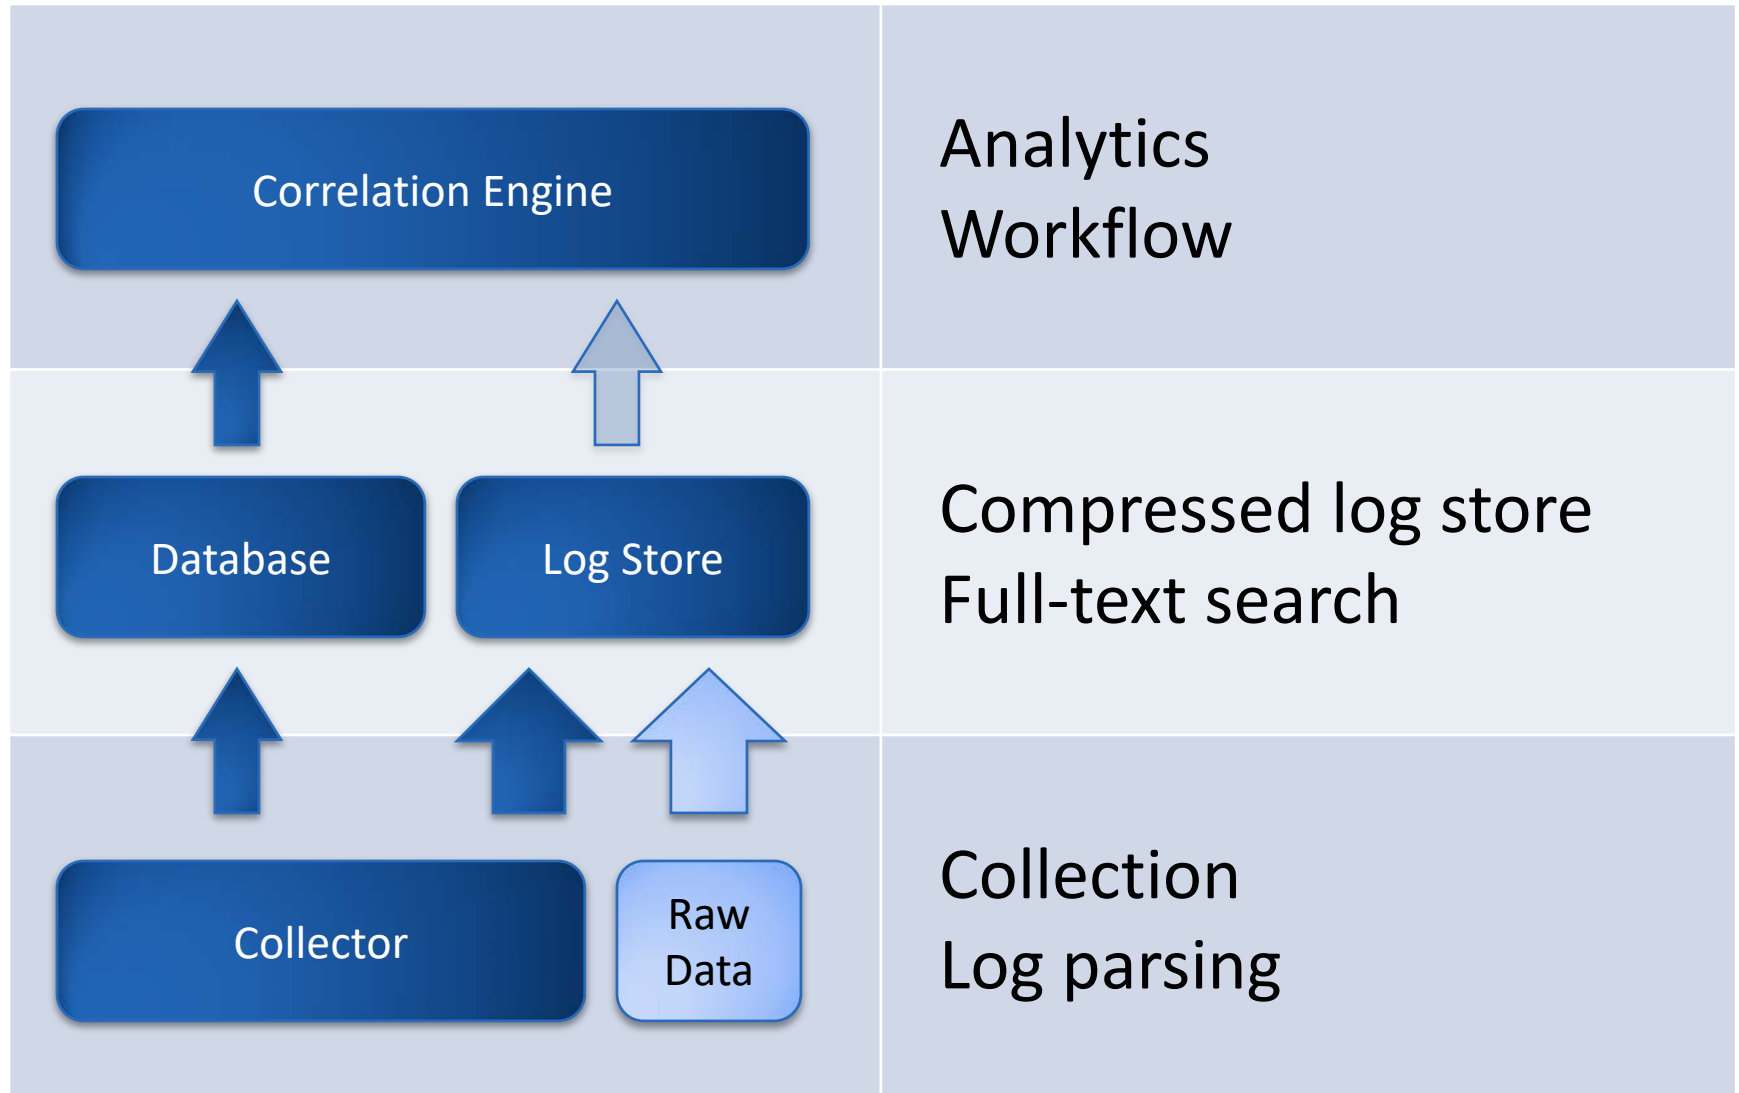 Correlation Engine
Analytics
Workflow
Database
Log Store
Compressed log store
Full-text search
Collector
Raw
Data
Collection
Log parsing